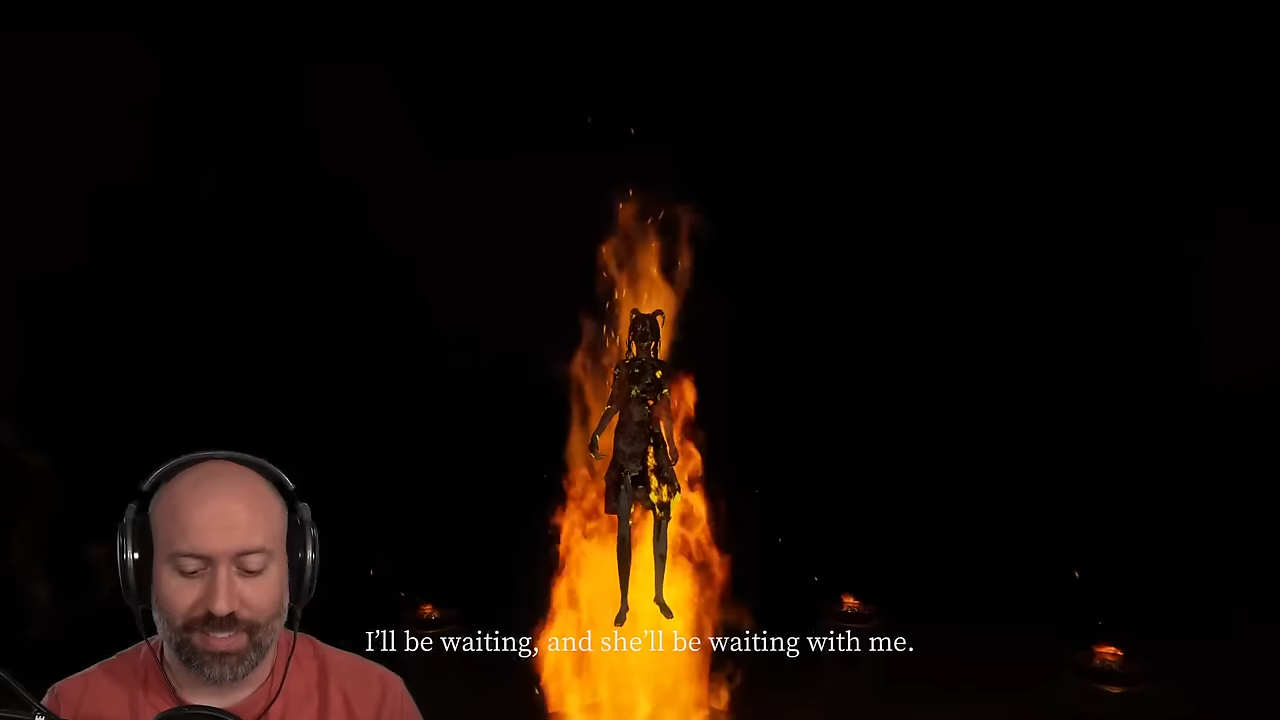 I’ll be waiting, and she’ll be waiting with me.